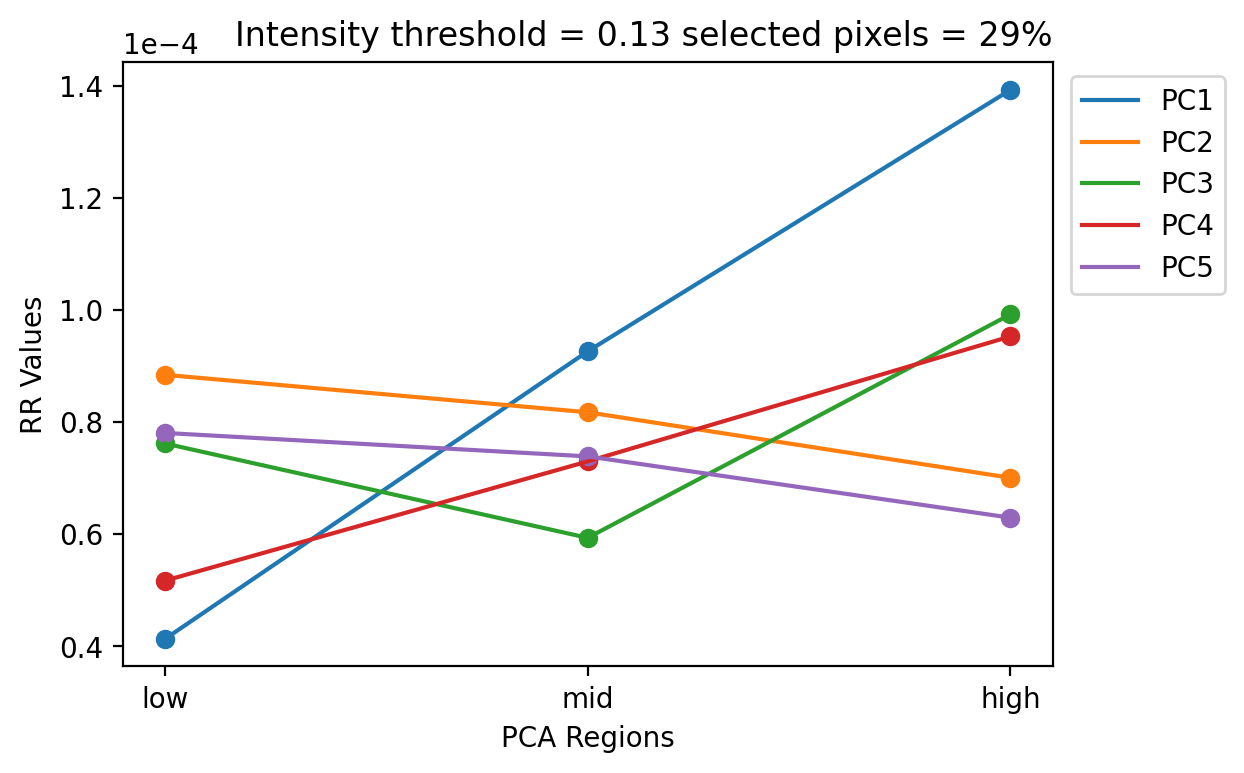 Intensity threshold = 0.13 selected pixels = 29%
1e−4
1.4
1.2
1.0
0.8
0.6
0.4
RR Values
low
mid
high
PCA Regions
PC1
PC2
PC3
PC4
PC5